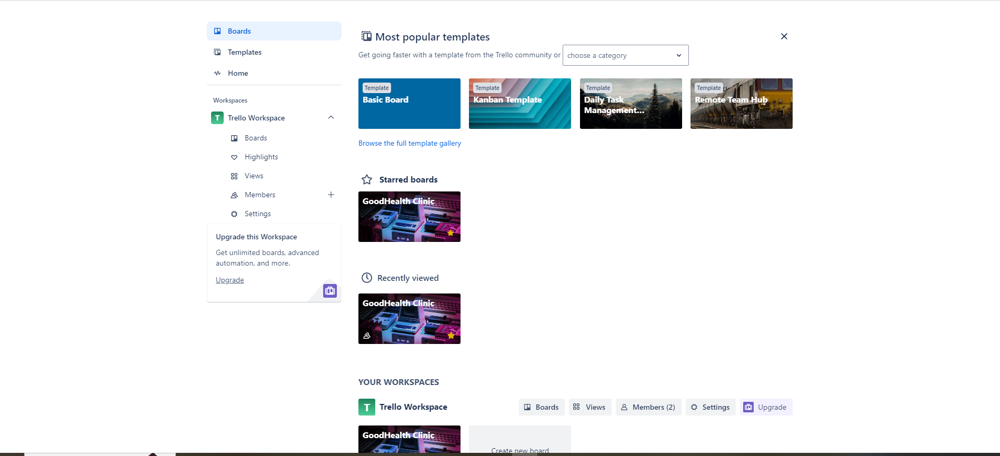 Boards
Templates
Home
Workspaces
T Trello Workspace
Boards
Highlights
Views
Members
Settings
Upgrade this Workspace
Get unlimited boards, advanced
automation, and more.
Upgrade
Most popular templates
Get going faster with a template from the Trello community or choose a category
Template
Basic Board
Template
Kanban Template
Template
Daily Task
Management...
Template
Remote Team Hub
Browse the full template gallery
Starred boards
GoodHealth Clinic
Recently viewed
GoodHealth Clinic
YOUR WORKSPACES
T Trello Workspace
Boards
Views
Members (2)
Settings
Upgrade
GoodHealth Clinic
Create new board